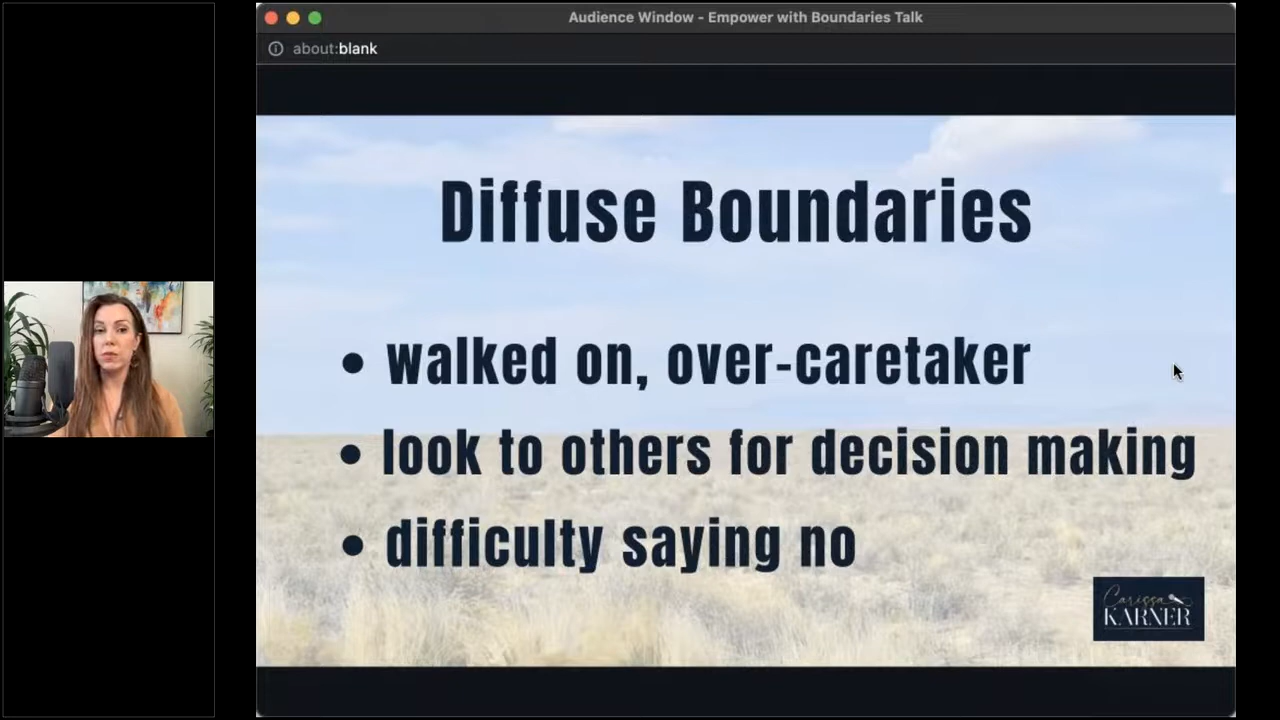 Audience Window - Empower with Boundaries Talk
about:blank
Diffuse Boundaries
• walked on, over-caretaker
• look to others for decision making
• difficulty saying no
Carissa
KARNER